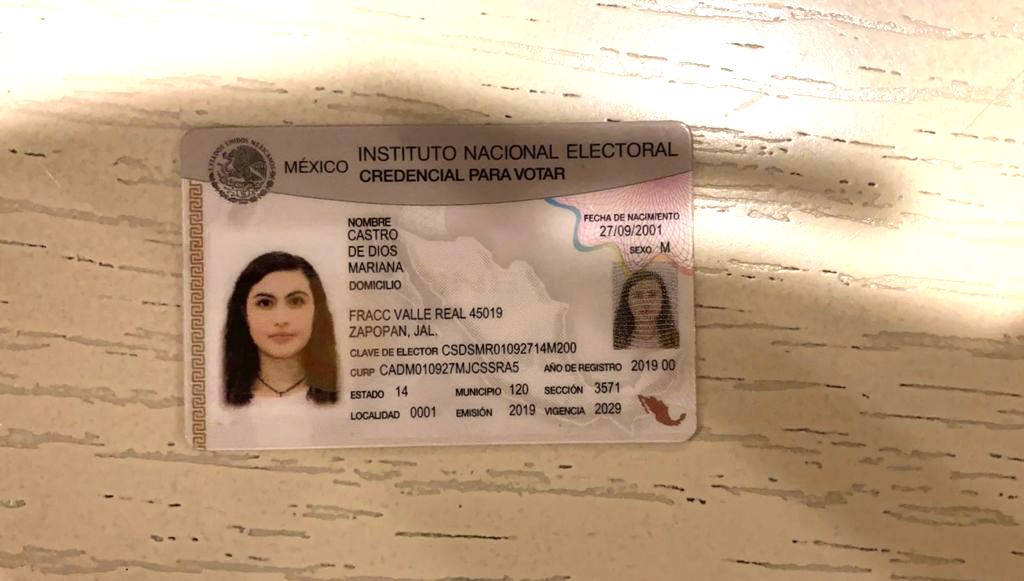 ESTADOS UNIDOS MEXICANOS
MÉXICO INSTITUTO NACIONAL ELECTORAL
CREDENCIAL PARA VOTAR
NOMBRE
CASTRO
DE DIOS
MARIANA
FECHA DE NACIMIENTO
27/09/2001
SEXO M
DOMICILIO
FRACC VALLE REAL 45019
ZAPOPAN, JAL.
CLAVE DE ELECTOR CSDSMR01092714M200
CURP CADM010927MJCSSRA5 AÑO DE REGISTRO 2019 00
ESTADO 14 MUNICIPIO 120 SECCIÓN 3571
LOCALIDAD 0001 EMISIÓN 2019 VIGENCIA 2029